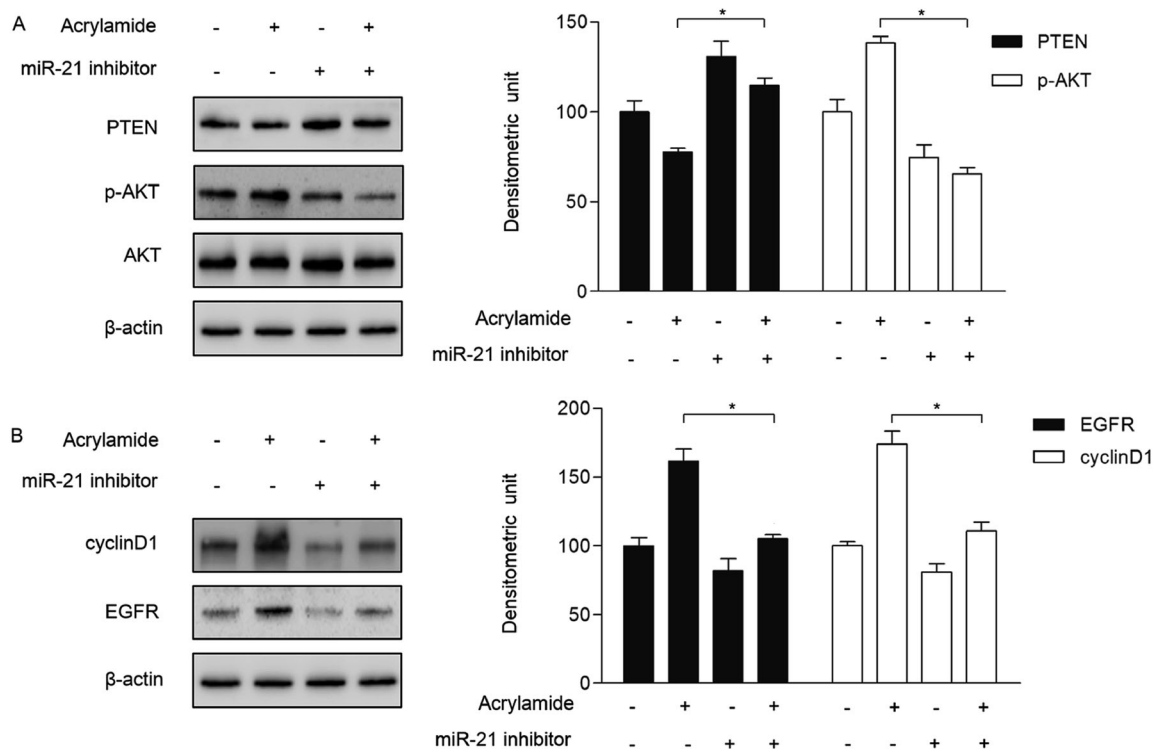 A
Acrylamide - + - +
miR-21 inhibitor - - + +
PTEN
p-AKT
AKT
β-actin
Densitometric unit
150
100
50
0
* *
PTEN
p-AKT
Acrylamide - + - + - + - +
miR-21 inhibitor - - + + - - + +
B
Acrylamide - + - +
miR-21 inhibitor - - + +
cyclinD1
EGFR
β-actin
Densitometric unit
200
150
100
50
0
* *
EGFR
cyclinD1
Acrylamide - + - + - + - +
miR-21 inhibitor - - + + - - + +